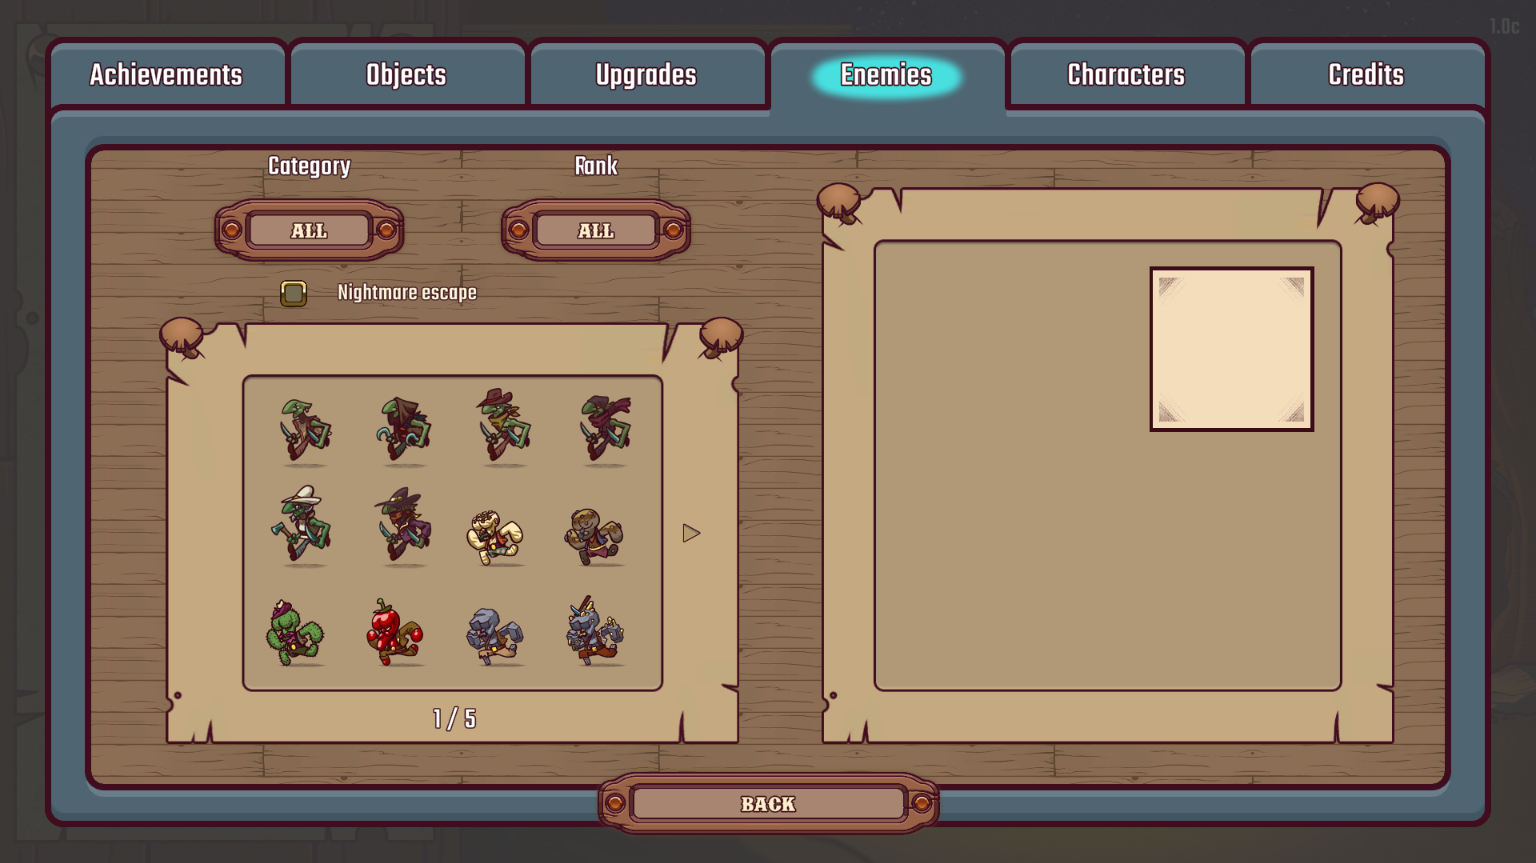 1.0c
Achievements
Objects
Upgrades
Enemies
Characters
Credits
Category
Rank
ALL
ALL
Nightmare escape
1 / 5
BACK